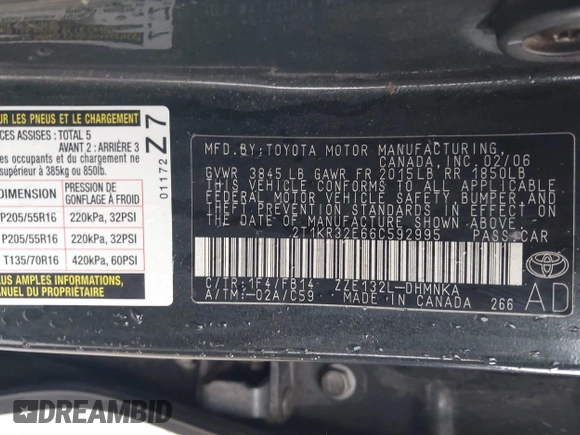 UR LES PNEUS ET LE CHARGEMENT
CES ASSISES: TOTAL 5
AVANT 2: ARRIÈRE 3
es occupants et du chargement ne
supérieur à 385kg ou 850lb.
DIMENSION PRESSION DE GONFLAGE À FROID
P205/55R16 220kPa, 32PSI
P205/55R16 220kPa, 32PSI
T135/70R16 420kPa, 60PSI
LUS AMPLES INFORMATIONS,
ANUEL DU PROPRIÉTAIRE
01172
Z7
MFD. BY: TOYOTA MOTOR MANUFACTURING,
CANADA, INC. 02/06
GVWR 3845 LB GAWR FR 2015LB RR 1850LB
THIS VEHICLE CONFORMS TO ALL APPLICABLE
FEDERAL MOTOR VEHICLE SAFETY, BUMPER,
AND THEFT PREVENTION STANDARDS IN EFFECT ON
THE DATE OF MANUFACTURE SHOWN ABOVE.
2T1KR32E66C592995 PASS.CAR
C/TR:1F4/FB14 ZZE132L-DHMNKA
A/TM:-02A/C59 MADE IN CANADA 266
TOYOTA
AD
DREAMBID